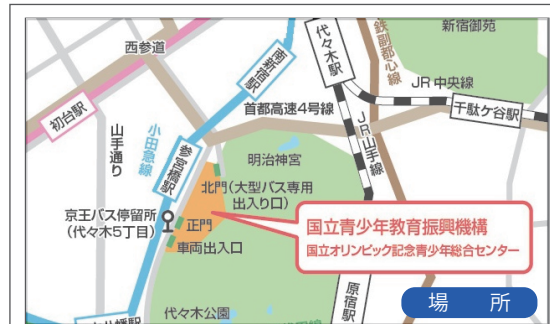 西参道
南新宿駅
代々木駅
鉄副都心線
新宿御苑
JR中央線
千駄ケ谷駅
初台駅
山手通り
小田急線
参宮橋駅
首都高速4号線
JR山手線
明治神宮
北門(大型バス専用
出入り口)
京王バス停留所
(代々木5丁目)
正門
車両出入口
国立青少年教育振興機構
国立オリンピック記念青少年総合センター
原宿駅
代々木公園
場 所